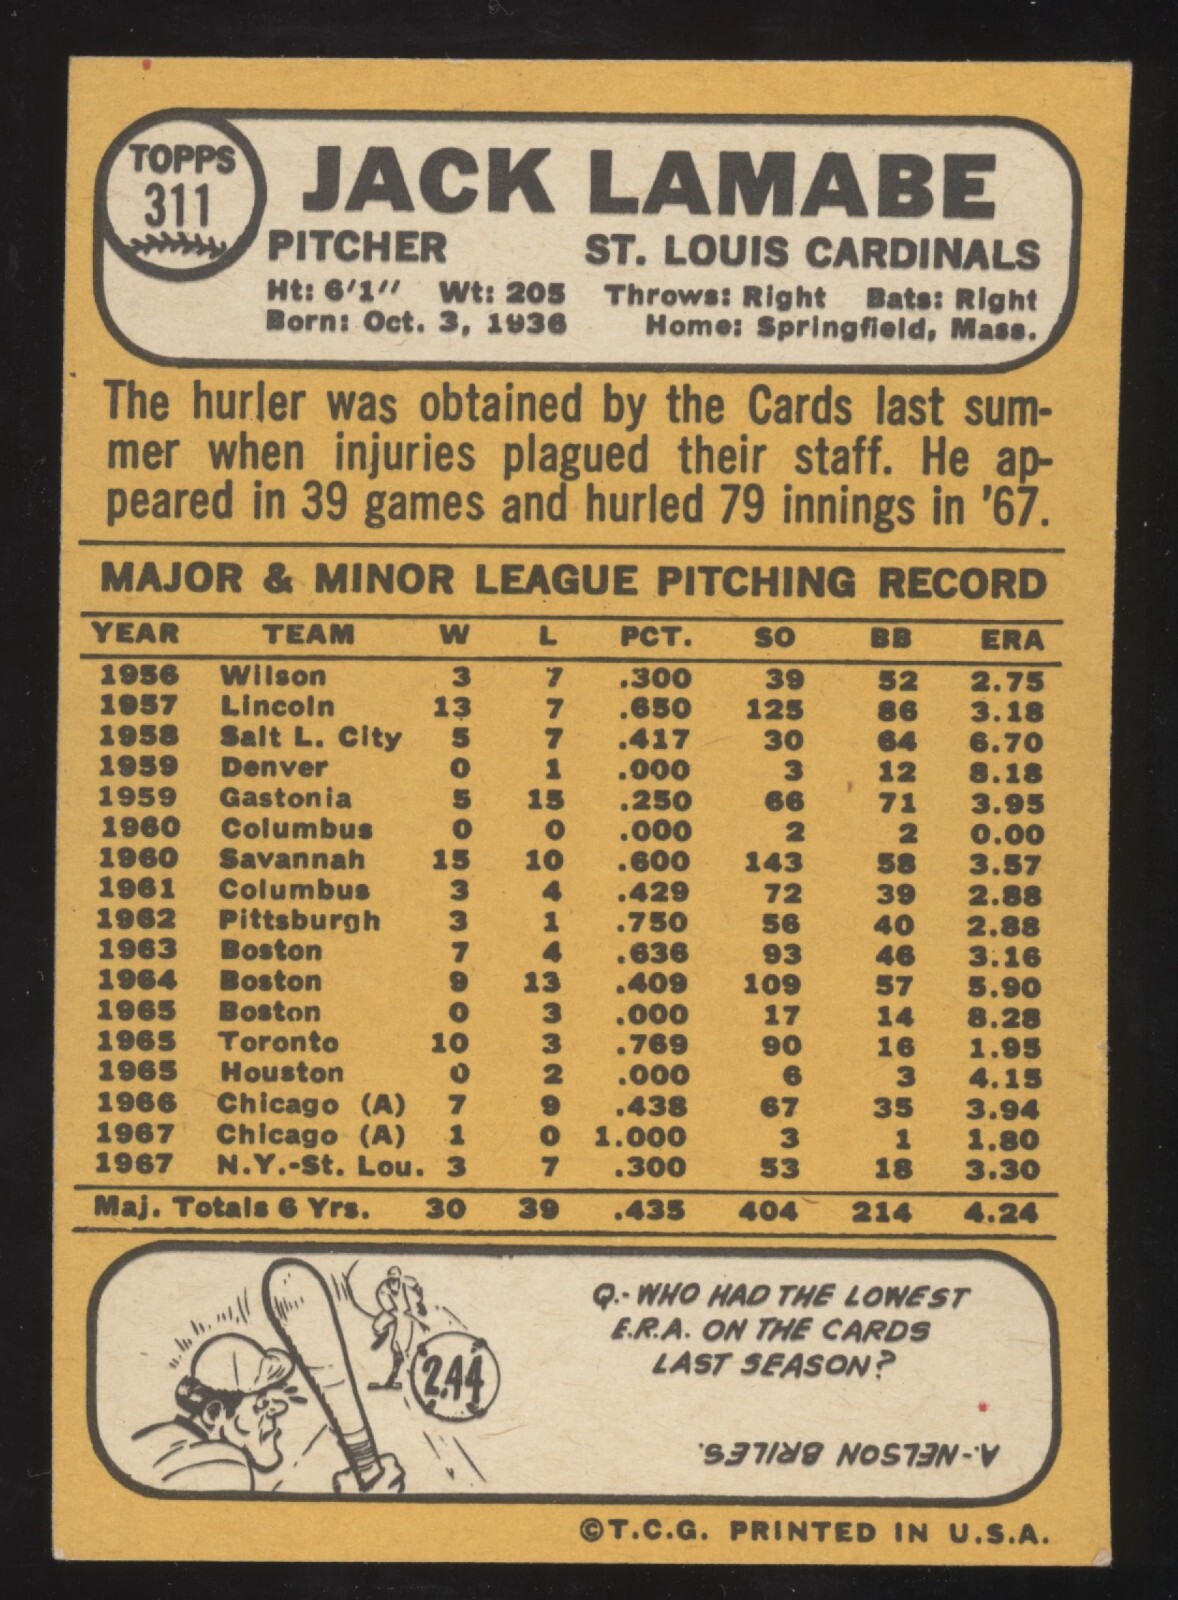 TOPPS
311
JACK LAMABE
PITCHER ST. LOUIS CARDINALS
Ht: 6'1" Wt: 205 Throws: Right Bats: Right
Born: Oct. 3, 1936 Home: Springfield, Mass.
The hurler was obtained by the Cards last sum-
mer when injuries plagued their staff. He ap-
peared in 39 games and hurled 79 innings in '67.
MAJOR & MINOR LEAGUE PITCHING RECORD
YEAR TEAM W L PCT. SO BB ERA
1956 Wilson 3 7 .300 39 52 2.75
1957 Lincoln 13 7 .650 125 86 3.18
1958 Salt L. City 5 7 .417 30 64 6.70
1959 Denver 0 1 .000 3 12 8.18
1959 Gastonia 5 15 .250 66 71 3.95
1960 Columbus 0 0 .000 2 2 0.00
1960 Savannah 15 10 .600 143 58 3.57
1961 Columbus 3 4 .429 72 39 2.88
1962 Pittsburgh 3 1 .750 56 40 2.88
1963 Boston 7 4 .636 93 46 3.16
1964 Boston 9 13 .409 109 57 5.90
1965 Boston 0 3 .000 17 14 8.28
1965 Toronto 10 3 .769 90 16 1.95
1965 Houston 0 2 .000 6 3 4.15
1966 Chicago (A) 7 9 .438 67 35 3.94
1967 Chicago (A) 1 0 1.000 3 1 1.80
1967 N.Y.-St. Lou. 3 7 .300 53 18 3.30
Maj. Totals 6 Yrs. 30 39 .435 404 214 4.24
2.44
Q.-WHO HAD THE LOWEST
E.R.A. ON THE CARDS
LAST SEASON?
A.-NELSON BRILES.
©T.C.G. PRINTED IN U.S.A.